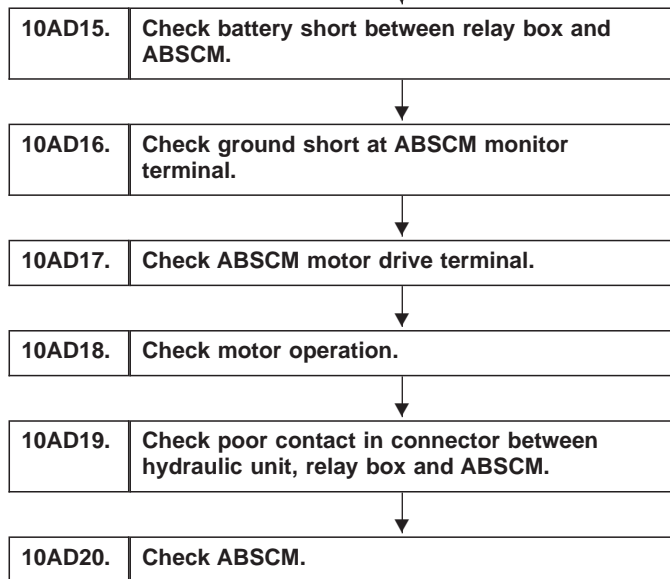 10AD15. Check battery short between relay box and
ABSCM.
10AD16. Check ground short at ABSCM monitor
terminal.
10AD17. Check ABSCM motor drive terminal.
10AD18. Check motor operation.
10AD19. Check poor contact in connector between
hydraulic unit, relay box and ABSCM.
10AD20. Check ABSCM.